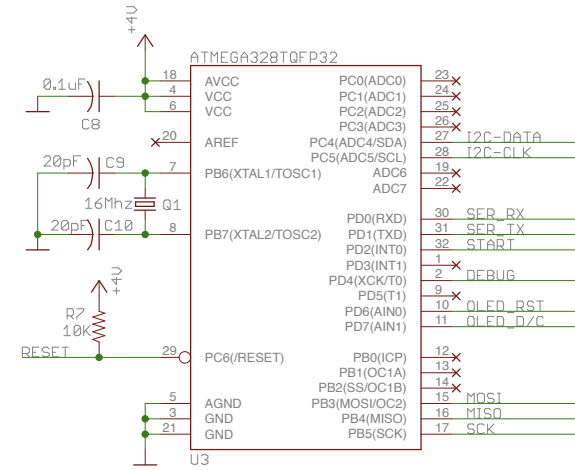 +4V
ATMEGA328TQFP32
0.1uF
C8
18 AVCC PC0(ADC0) 23
4 VCC PC1(ADC1) 24
6 VCC PC2(ADC2) 25
PC3(ADC3) 26
20 AREF PC4(ADC4/SDA) 27 I2C-DATA
PC5(ADC5/SCL) 28 I2C-CLK
20pF C9 7 PB6(XTAL1/TOSC1) ADC6 19
ADC7 22
16Mhz Q1
20pF C10 8 PB7(XTAL2/TOSC2) PD0(RXD) 30 SER_RX
PD1(TXD) 31 SER_TX
PD2(INT0) 32 START
PD3(INT1) 1
+4V
PD4(XCK/T0) 2 DEBUG
PD5(T1) 9
R7 PD6(AIN0) 10 OLED_RST
10K PD7(AIN1) 11 OLED_D/C
RESET 29 PC6(/RESET) PB0(ICP) 12
PB1(OC1A) 13
PB2(SS/OC1B) 14
5 AGND PB3(MOSI/OC2) 15 MOSI
3 GND PB4(MISO) 16 MISO
21 GND PB5(SCK) 17 SCK
U3